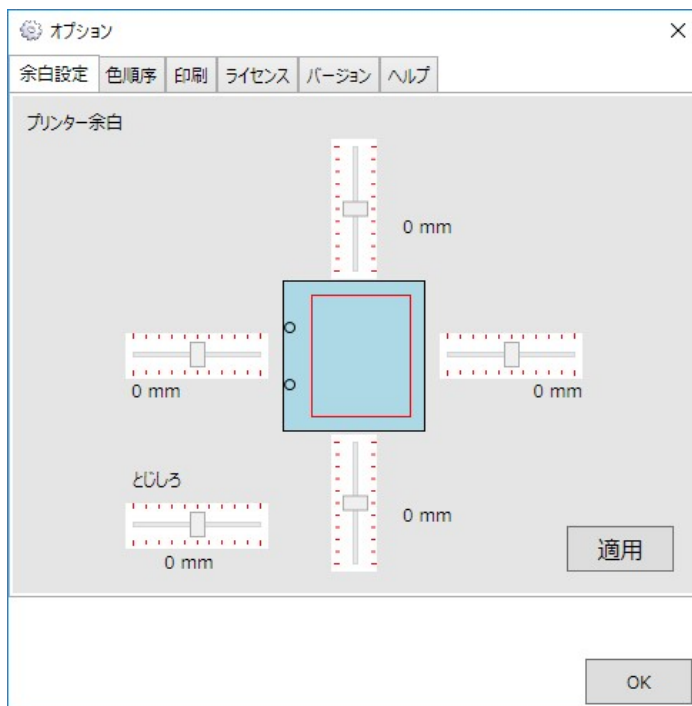 オプション
余白設定 色順序 印刷 ライセンス バージョン ヘルプ
プリンター余白
0 mm
0 mm
0 mm
とじしろ
0 mm
0 mm
適用
OK